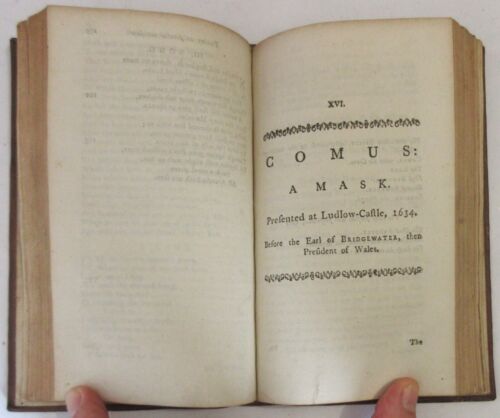 XVI.
COMUS:
A MASK.
Preſented at Ludlow-Caſtle, 1634.
Before the Earl of BRIDGEWATER, then
Preſident of Wales.
The